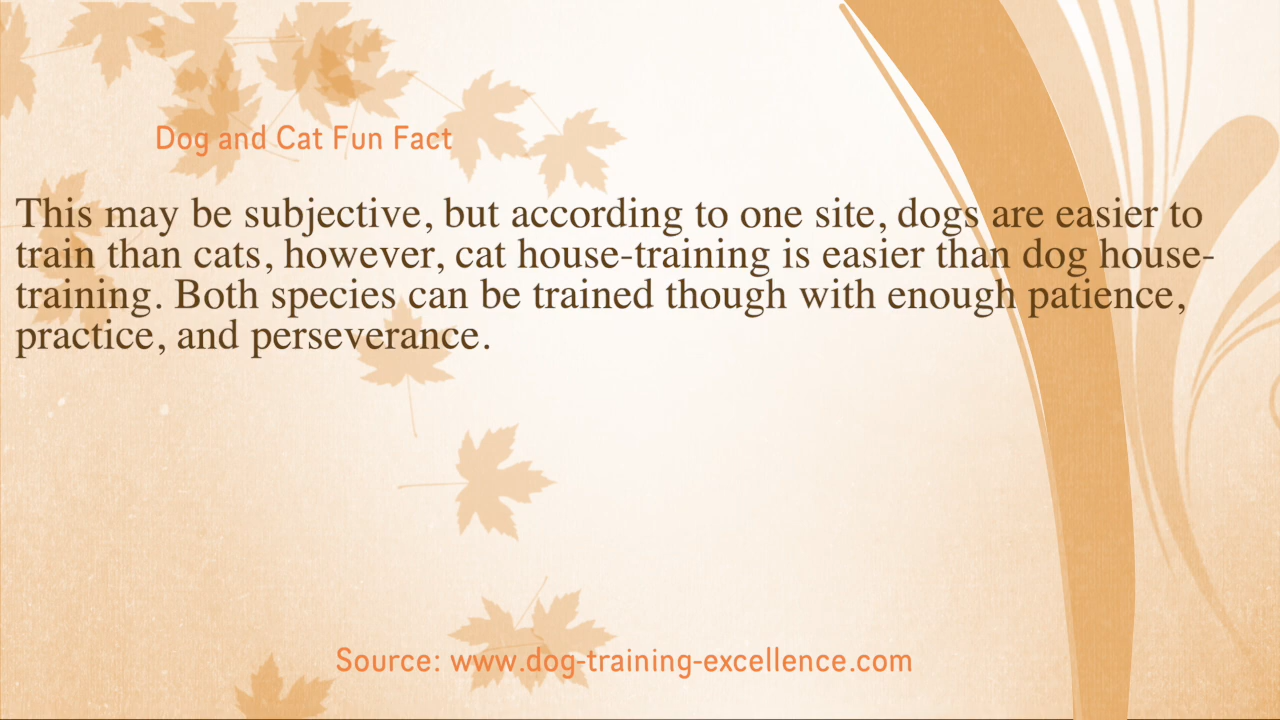 Dog and Cat Fun Fact
This may be subjective, but according to one site, dogs are easier to
train than cats, however, cat house-training is easier than dog house-
training. Both species can be trained though with enough patience,
practice, and perseverance.
Source: www.dog-training-excellence.com